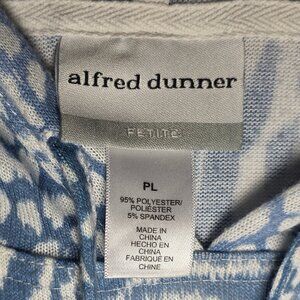 alfred dunner
PETITE
PL
95% POLYESTER/
POLIÉSTER
5% SPANDEX
MADE IN
CHINA
HECHO EN
CHINA
FABRIQUÉ EN
CHINE